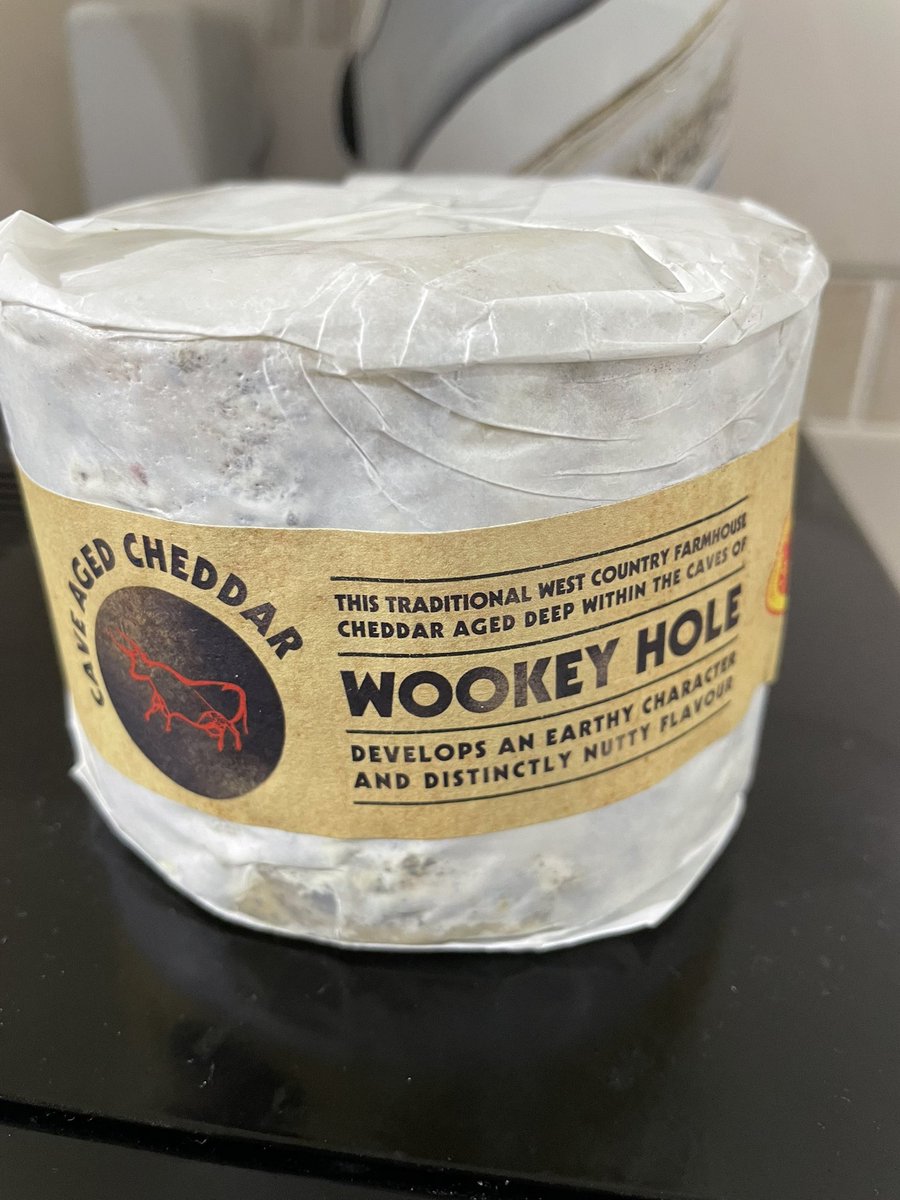 CAVE AGED CHEDDAR
THIS TRADITIONAL WEST COUNTRY FARMHOUSE
CHEDDAR AGED DEEP WITHIN THE CAVES OF
WOOKEY HOLE
DEVELOPS AN EARTHY CHARACTER
AND DISTINCTLY NUTTY FLAVOUR